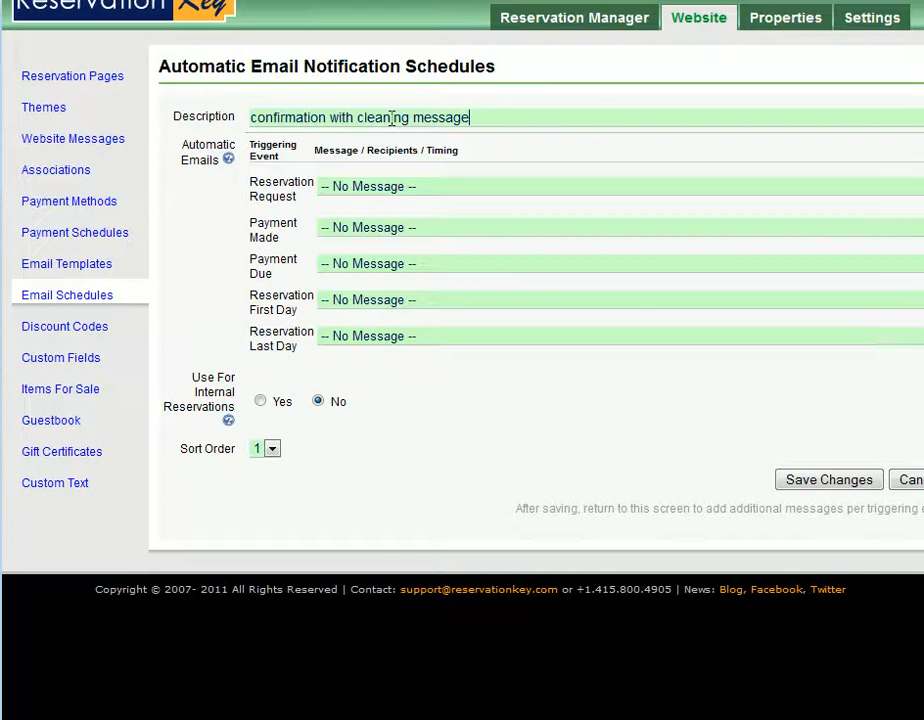 Reservation Key
Reservation Manager
Website
Properties
Settings
Reservation Pages
Themes
Website Messages
Associations
Payment Methods
Payment Schedules
Email Templates
Email Schedules
Discount Codes
Custom Fields
Items For Sale
Guestbook
Gift Certificates
Custom Text
Automatic Email Notification Schedules
Description confirmation with cleaning message
Automatic
Emails
Triggering
Event
Message / Recipients / Timing
Reservation
Request
-- No Message --
Payment
Made
-- No Message --
Payment
Due
-- No Message --
Reservation
First Day
-- No Message --
Reservation
Last Day
-- No Message --
Use For
Internal
Reservations
Yes No
Sort Order 1
Save Changes Can
After saving, return to this screen to add additional messages per triggering e
Copyright © 2007- 2011 All Rights Reserved | Contact: support@reservationkey.com or +1.415.800.4905 | News: Blog, Facebook, Twitter